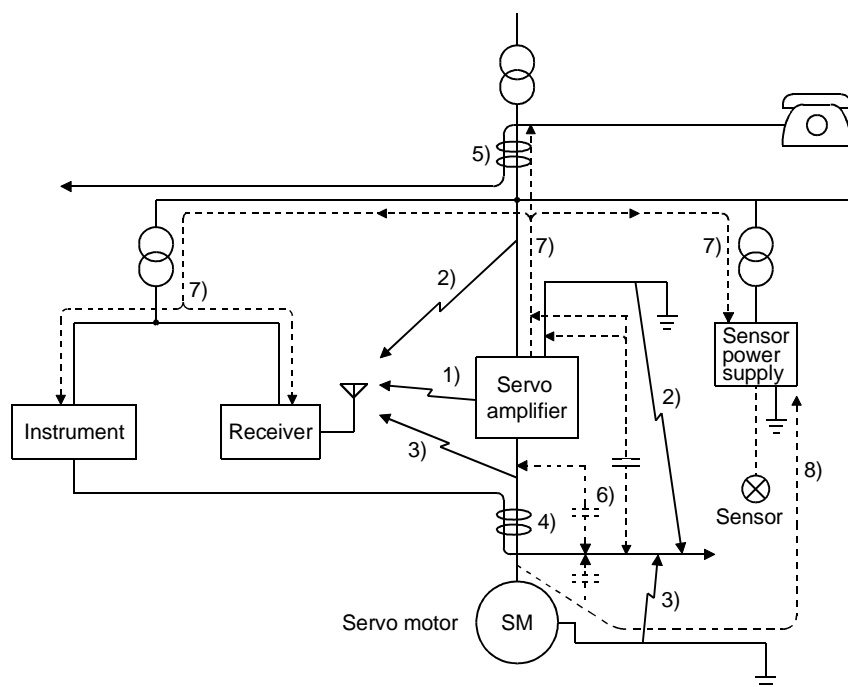 5)
7)
2)
7)
7)
Sensor
power
supply
1)
Servo
amplifier
2)
Instrument
Receiver
3)
8)
6)
4)
Sensor
3)
Servo motor
SM